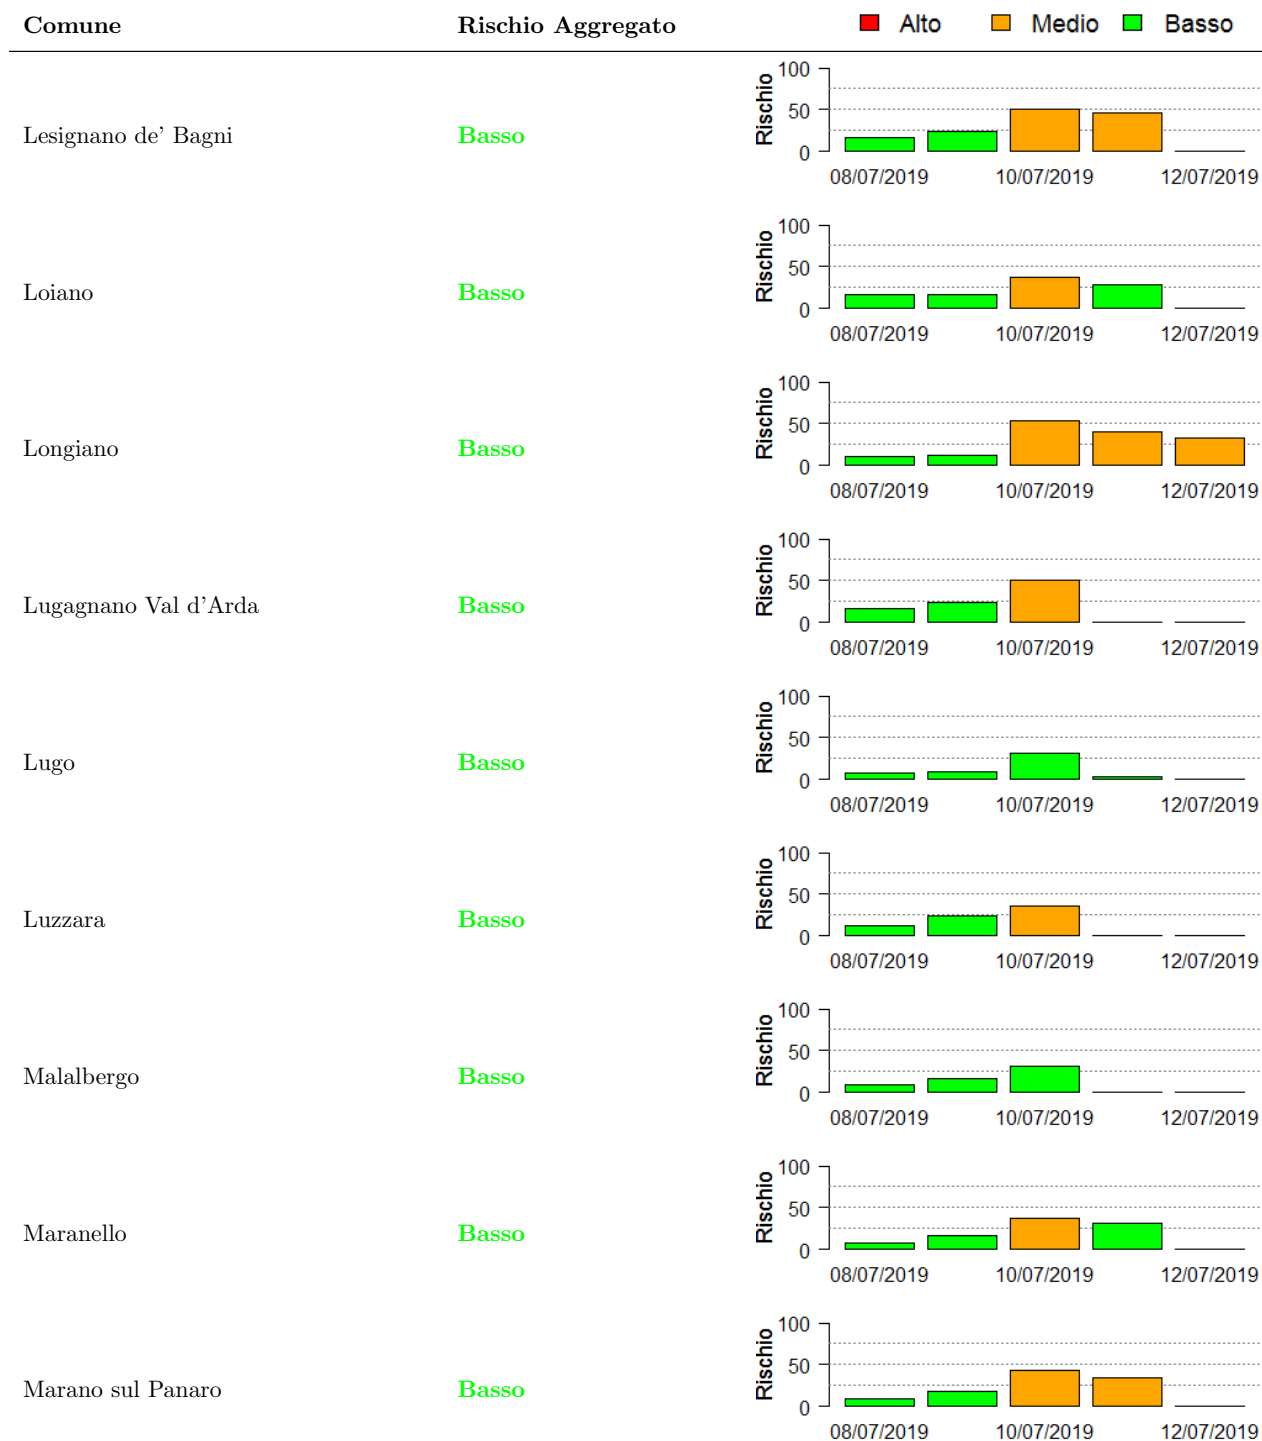 Comune Rischio Aggregato Alto Medio Basso
100
50
0
Rischio
Lesignano de' Bagni Basso
08/07/2019 10/07/2019 12/07/2019
100
50
0
Rischio
Loiano Basso
08/07/2019 10/07/2019 12/07/2019
100
50
0
Rischio
Longiano Basso
08/07/2019 10/07/2019 12/07/2019
100
50
0
Rischio
Lugagnano Val d'Arda Basso
08/07/2019 10/07/2019 12/07/2019
100
50
0
Rischio
Lugo Basso
08/07/2019 10/07/2019 12/07/2019
100
50
0
Rischio
Luzzara Basso
08/07/2019 10/07/2019 12/07/2019
100
50
0
Rischio
Malalbergo Basso
08/07/2019 10/07/2019 12/07/2019
100
50
0
Rischio
Maranello Basso
08/07/2019 10/07/2019 12/07/2019
100
50
0
Rischio
Marano sul Panaro Basso
08/07/2019 10/07/2019 12/07/2019